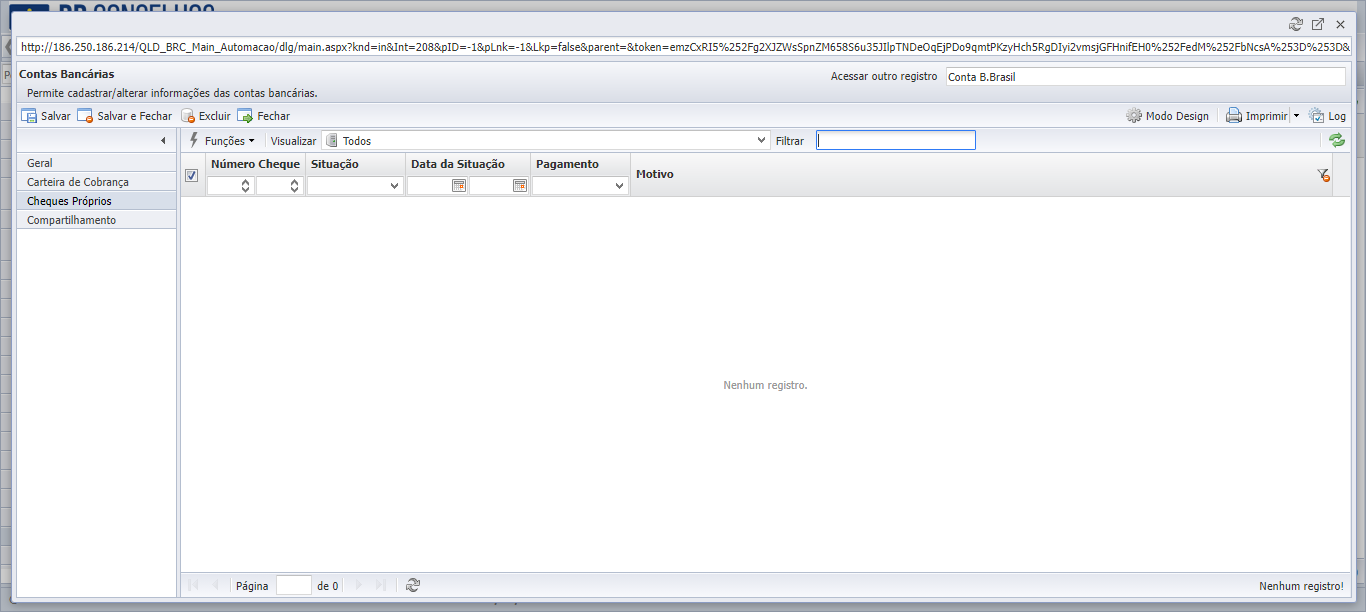 BR CONSELHOS
http://186.250.186.214/QLD_BRC_Main_Automacao/dlg/main.aspx?knd=in&Int=208&pID=-1&pLnk=-1&Lkp=false&parent=&token=emzCxRI5%252Fg2XJZWsSpnZM658S6u35JIlpTNDeOqEjPDo9qmtPKzyHch5RgDIyi2vmsjGFHnifEH0%252FedM%252FbNcsA%253D%253D&
Contas Bancárias
Acessar outro registro Conta B.Brasil
Permite cadastrar/alterar informações das contas bancárias.
Salvar Salvar e Fechar Excluir Fechar Modo Design Imprimir Log
Funções Visualizar Todos Filtrar
Geral
Carteira de Cobrança
Cheques Próprios
Compartilhamento
Número Cheque Situação Data da Situação Pagamento Motivo
Nenhum registro.
Página de 0 Nenhum registro!